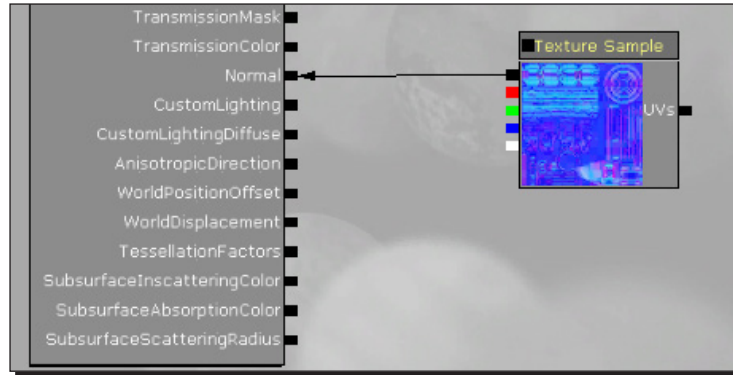 TransmissionMask
TransmissionColor
Normal
CustomLighting
CustomLightingDiffuse
AnisotropicDirection
WorldPositionOffset
WorldDisplacement
TessellationFactors
SubsurfaceInscatteringColor
SubsurfaceAbsorptionColor
SubsurfaceScatteringRadius
Texture Sample
UVs